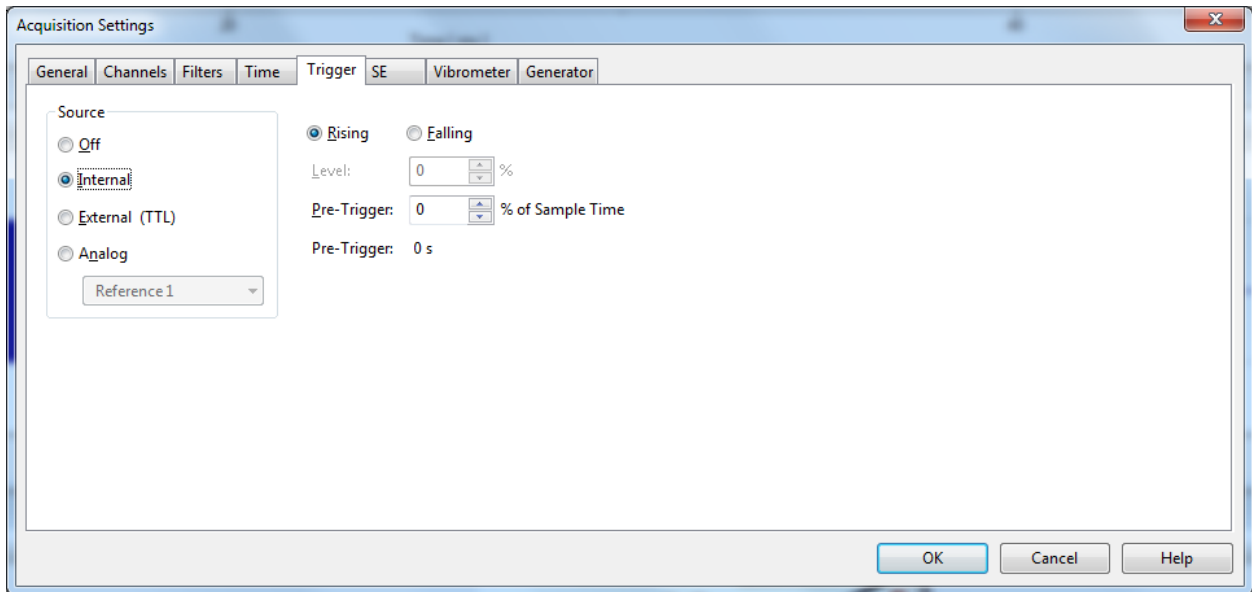 Acquisition Settings
General Channels Filters Time Trigger SE Vibrometer Generator
Source
Off
Internal
External (TTL)
Analog
Reference 1
Rising Falling
Level: 0 %
Pre-Trigger: 0 % of Sample Time
Pre-Trigger: 0 s
OK Cancel Help